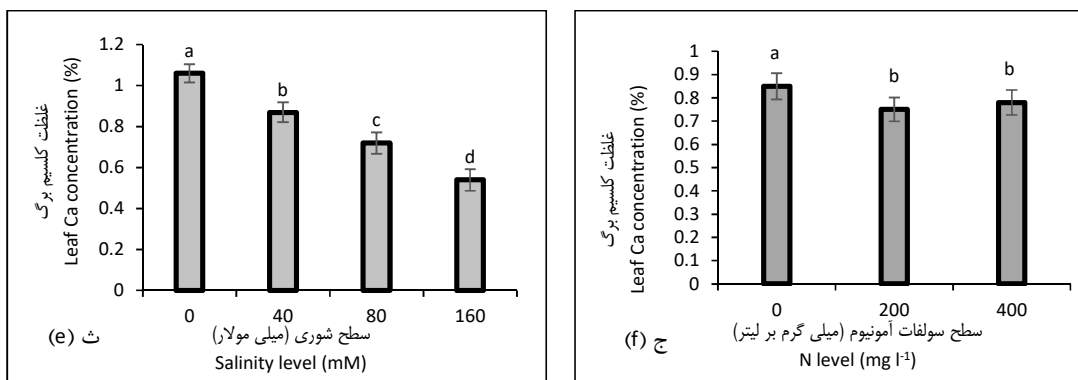 غلظت کلسیم برگ
Leaf Ca concentration (%)
1.2
1
0.8
0.6
0.4
0.2
0
a
b
c
d
0 40 80 160
سطح شوری (میلی مولار)
Salinity level (mM)
ث (e)
غلظت کلسیم برگ
Leaf Ca concentration (%)
1
0.9
0.8
0.7
0.6
0.5
0.4
0.3
0.2
0.1
0
a
b
b
0 200 400
سطح سولفات آمونیوم (میلی گرم بر لیتر)
N level (mg l⁻¹)
ج (f)